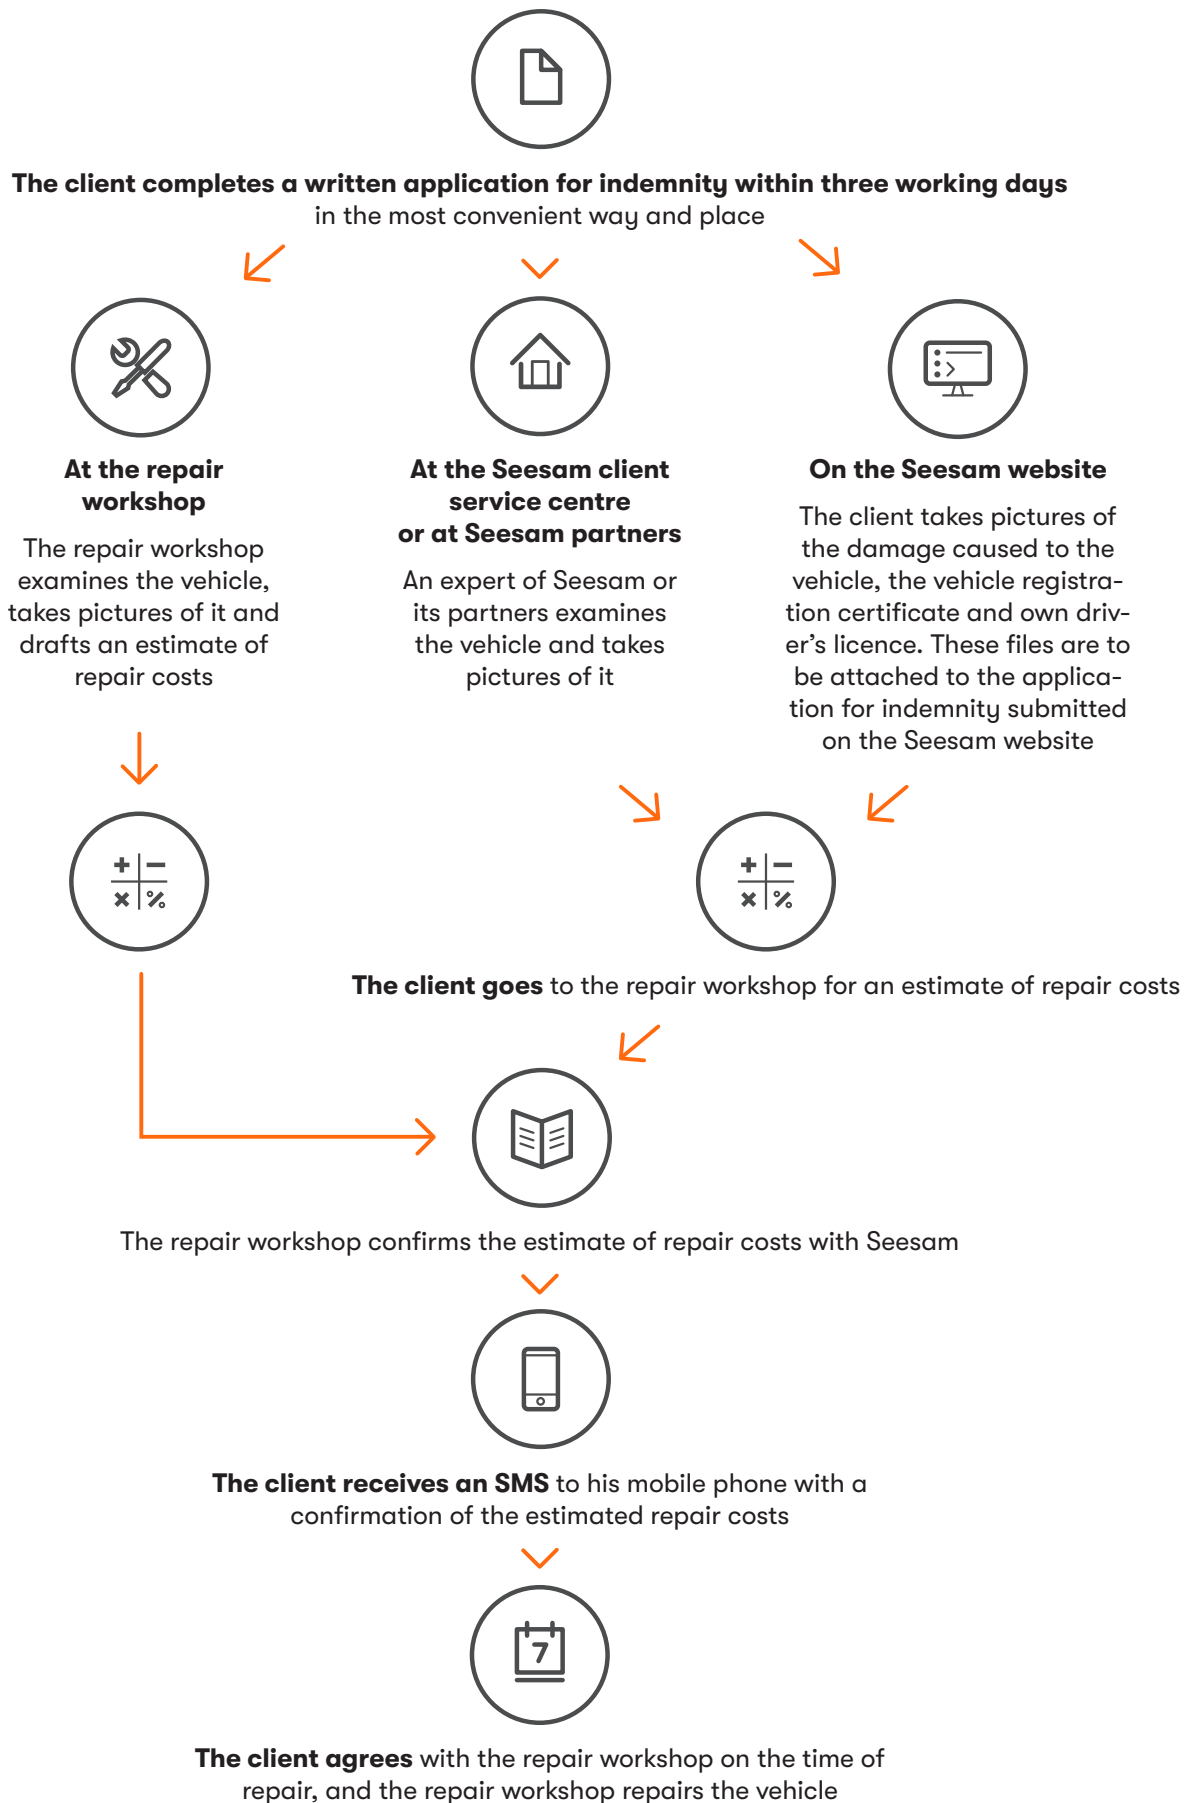 The client completes a written application for indemnity within three working days
in the most convenient way and place
At the repair
workshop
The repair workshop
examines the vehicle,
takes pictures of it and
drafts an estimate of
repair costs
At the Seesam client
service centre
or at Seesam partners
An expert of Seesam or
its partners examines
the vehicle and takes
pictures of it
On the Seesam website
The client takes pictures of
the damage caused to the
vehicle, the vehicle registra-
tion certificate and own driv-
er's licence. These files are to
be attached to the applica-
tion for indemnity submitted
on the Seesam website
The client goes to the repair workshop for an estimate of repair costs
The repair workshop confirms the estimate of repair costs with Seesam
The client receives an SMS to his mobile phone with a
confirmation of the estimated repair costs
7
The client agrees with the repair workshop on the time of
repair, and the repair workshop repairs the vehicle